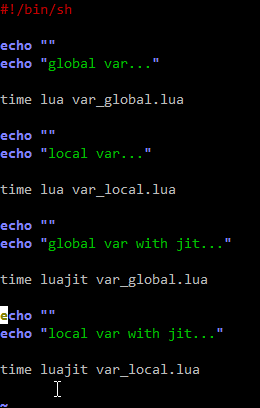 #!/bin/sh
echo ""
echo "global var..."
time lua var_global.lua
echo ""
echo "local var..."
time lua var_local.lua
echo ""
echo "global var with jit..."
time luajit var_global.lua
echo ""
echo "local var with jit..."
time luajit var_local.lua
~